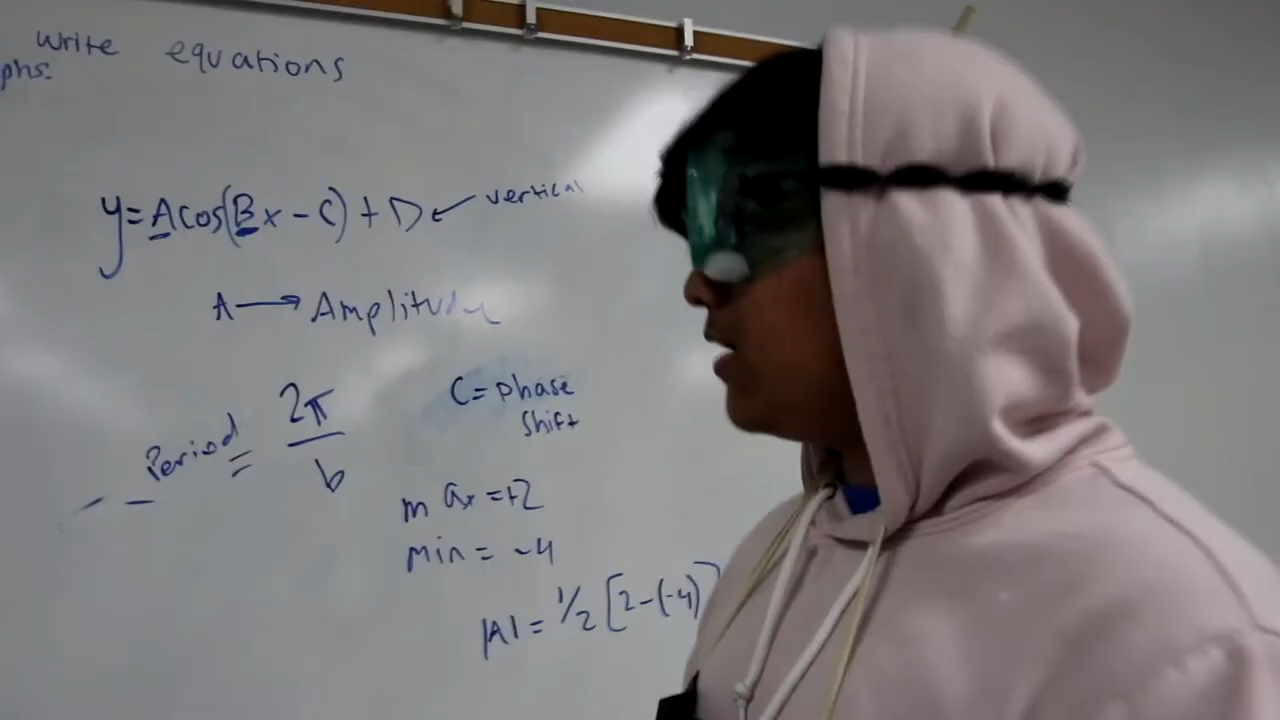 write equations
phs:
y=Acos(Bx-C)+D ← vertical
A → Amplitude
Period = 2π/b
C= phase
shift
max =+2
min = -4
|A| = 1/2 [2-(-4)]